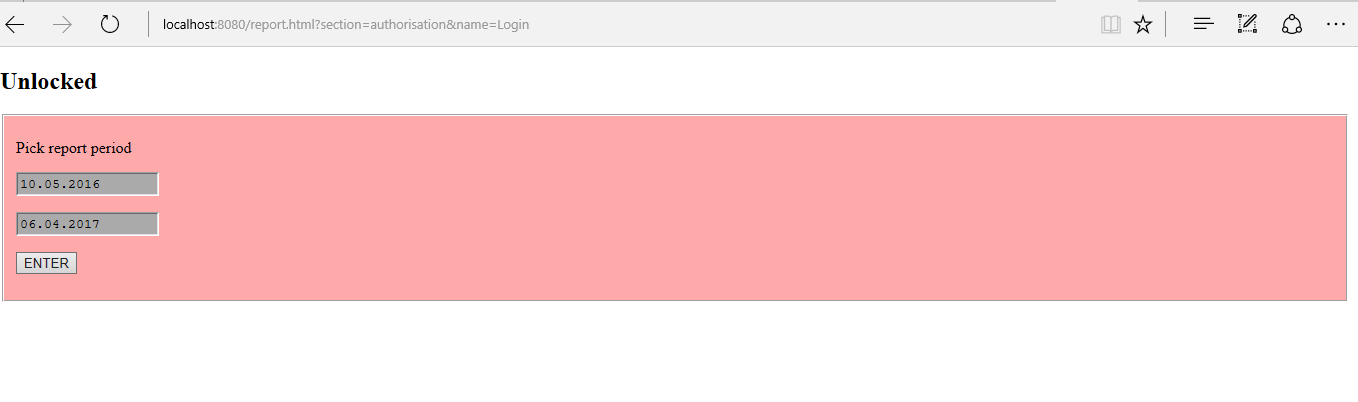 localhost:8080/report.html?section=authorisation&name=Login
Unlocked
Pick report period
10.05.2016
06.04.2017
ENTER